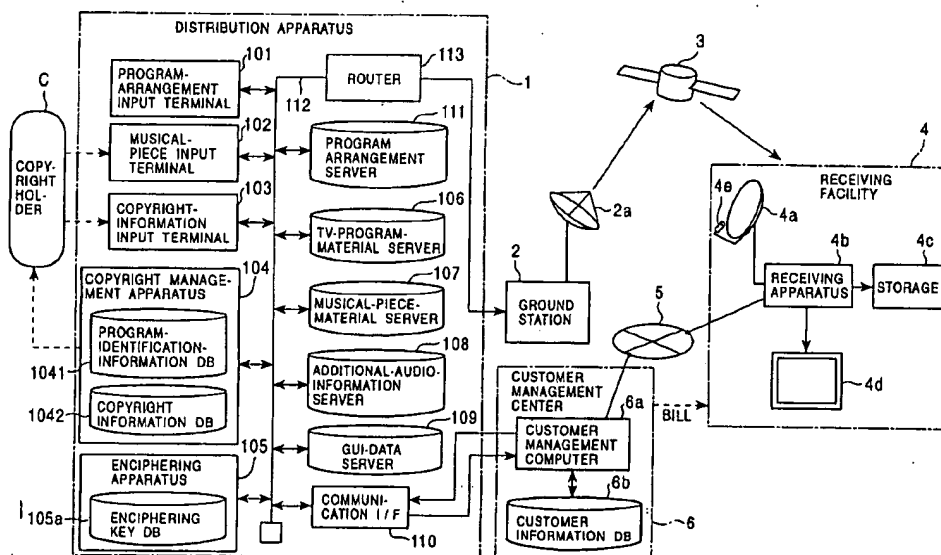 DISTRIBUTION APPARATUS
C
101
113
3
PROGRAM-
ARRANGEMENT
INPUT TERMINAL
ROUTER
1
112
102
111
MUSICAL-
PIECE INPUT
TERMINAL
PROGRAM
ARRANGEMENT
SERVER
COPY-
RIGHT
HOLDER
4
RECEIVING
FACILITY
103
106
4e
4a
2a
COPYRIGHT-
INFORMATION
INPUT TERMINAL
TV-PROGRAM-
MATERIAL SERVER
4b
4c
2
COPYRIGHT MANAGE-
MENT APPARATUS
104
107
RECEIVING
APPARATUS
STORAGE
GROUND
STATION
5
MUSICAL-PIECE-
MATERIAL SERVER
PROGRAM-
IDENTIFICATION-
INFORMATION DB
108
1041
ADDITIONAL-AUDIO-
INFORMATION
SERVER
CUSTOMER
MANAGEMENT
CENTER
6a
4d
1042
COPYRIGHT
INFORMATION DB
BILL
109
CUSTOMER
MANAGEMENT
COMPUTER
ENCIPHERING
APPARATUS
105
GUI-DATA
SERVER
6b
105a
ENCIPHERING
KEY DB
COMMUNI-
CATION I/F
110
CUSTOMER
INFORMATION DB
6